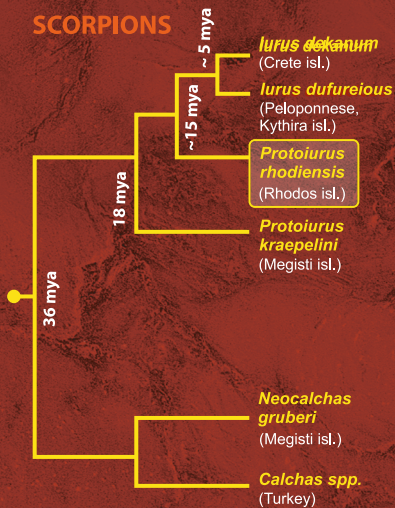 SCORPIONS
~ 5 mya
Iurus dekanum
(Crete isl.)
Iurus dufureious
(Peloponnese,
Kythira isl.)
~15 mya
Protoiurus
rhodiensis
(Rhodos isl.)
18 mya
Protoiurus
kraepelini
(Megisti isl.)
36 mya
Neocalchas
gruberi
(Megisti isl.)
Calchas spp.
(Turkey)